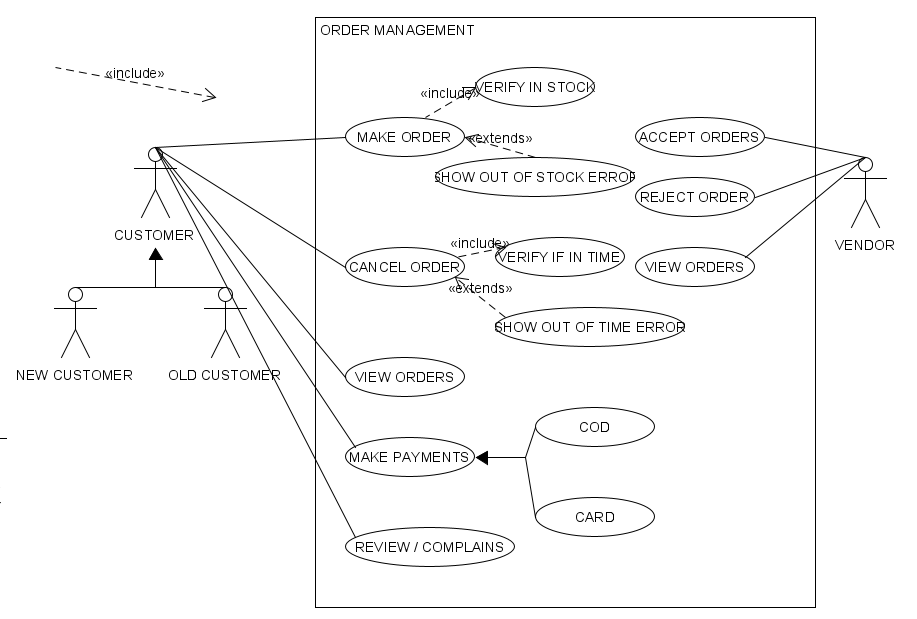 ORDER MANAGEMENT
«include»
«include»
VERIFY IN STOCK
MAKE ORDER
«extends»
ACCEPT ORDERS
SHOW OUT OF STOCK ERROR
REJECT ORDER
CUSTOMER
VENDOR
«include»
VERIFY IF IN TIME
CANCEL ORDER
VIEW ORDERS
«extends»
SHOW OUT OF TIME ERROR
NEW CUSTOMER
OLD CUSTOMER
VIEW ORDERS
COD
MAKE PAYMENTS
CARD
REVIEW / COMPLAINS